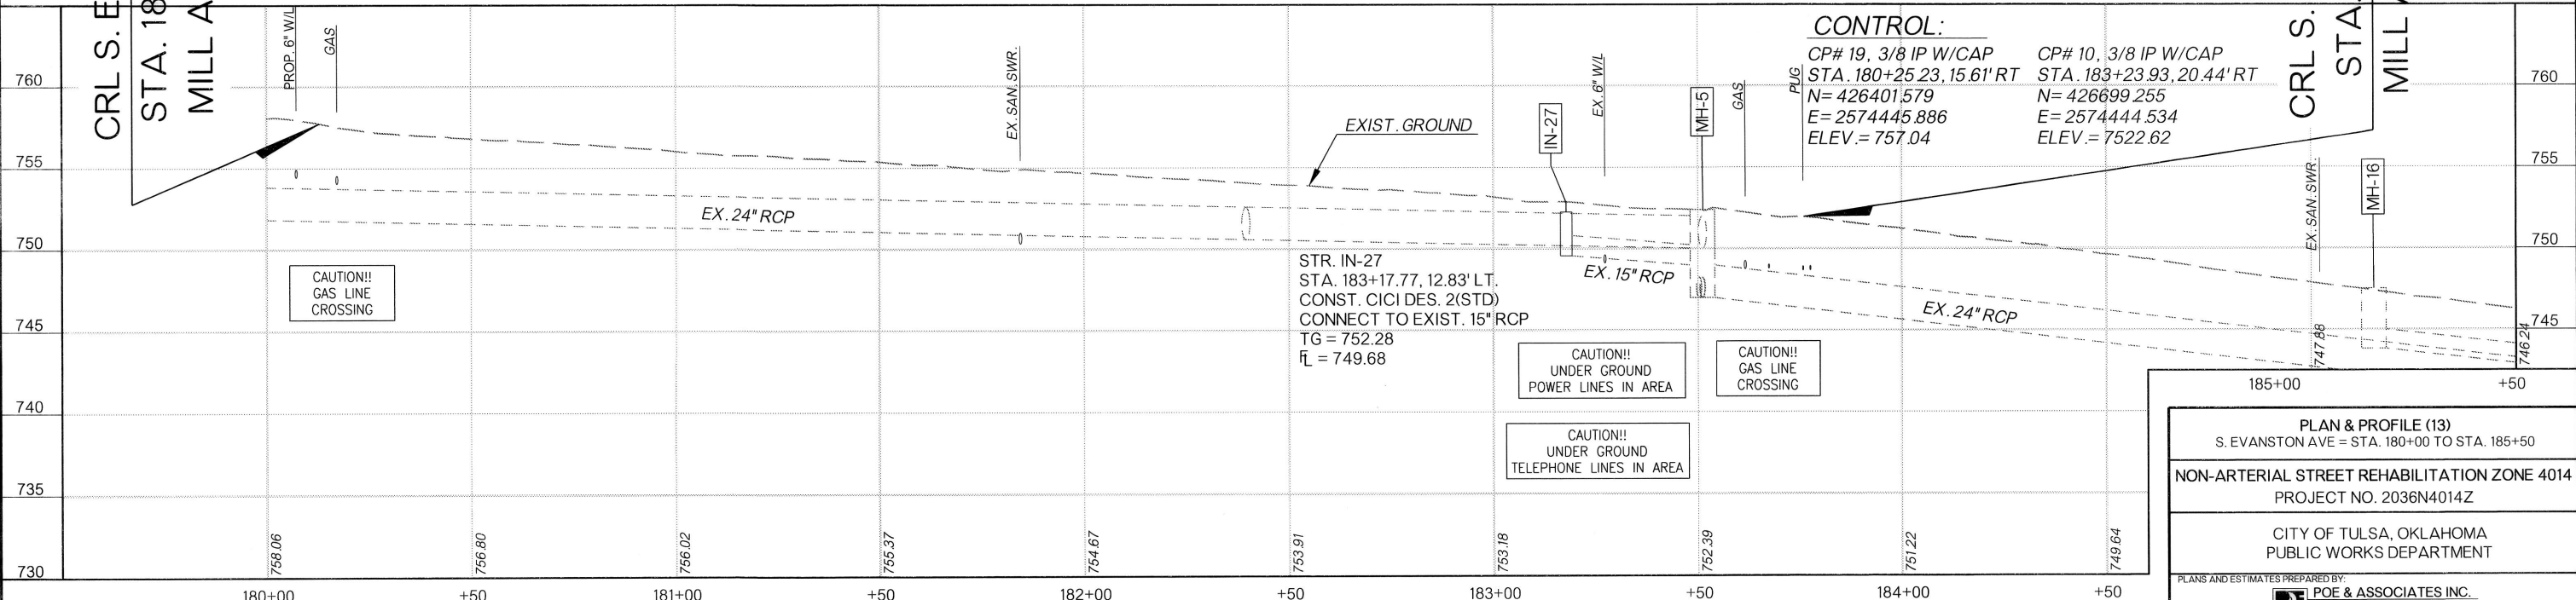 CRL S. E
STA. 18
MILL A
PROP. 6" W/L
GAS
EX. SAN. SWR.
EX. 6" W/L
GAS
PUG
CONTROL:
CP# 19, 3/8 IP W/CAP
STA. 180+25.23, 15.61' RT
N= 426401.579
E= 2574445.886
ELEV.= 757.04
CP# 10, 3/8 IP W/CAP
STA. 183+23.93, 20.44' RT
N= 426699.255
E= 2574444.534
ELEV.= 7522.62
CRL S.
STA.
MILL
760
755
750
745
740
735
730
760
755
750
745
EXIST. GROUND
IN-27
MH-5
EX. SAN. SWR.
MH-16
EX. 24" RCP
EX. 15" RCP
EX. 24" RCP
CAUTION!!
GAS LINE
CROSSING
STR. IN-27
STA. 183+17.77, 12.83' LT.
CONST. CICI DES. 2(STD)
CONNECT TO EXIST. 15" RCP
TG = 752.28
FL = 749.68
CAUTION!!
UNDER GROUND
POWER LINES IN AREA
CAUTION!!
GAS LINE
CROSSING
CAUTION!!
UNDER GROUND
TELEPHONE LINES IN AREA
747.88
746.24
185+00
+50
758.06
756.80
756.02
755.37
754.67
753.91
753.18
752.39
751.22
749.64
180+00
+50
181+00
+50
182+00
+50
183+00
+50
184+00
+50
PLAN & PROFILE (13)
S. EVANSTON AVE = STA. 180+00 TO STA. 185+50
NON-ARTERIAL STREET REHABILITATION ZONE 4014
PROJECT NO. 2036N4014Z
CITY OF TULSA, OKLAHOMA
PUBLIC WORKS DEPARTMENT
PLANS AND ESTIMATES PREPARED BY:
POE & ASSOCIATES INC.